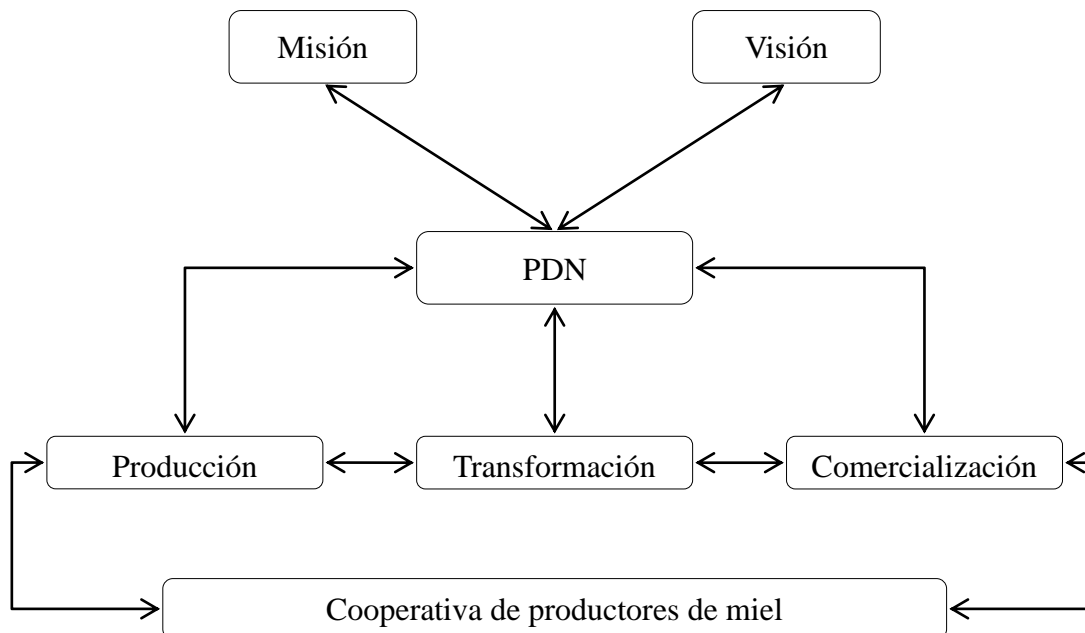 Misión
Visión
PDN
Producción
Transformación
Comercialización
Cooperativa de productores de miel